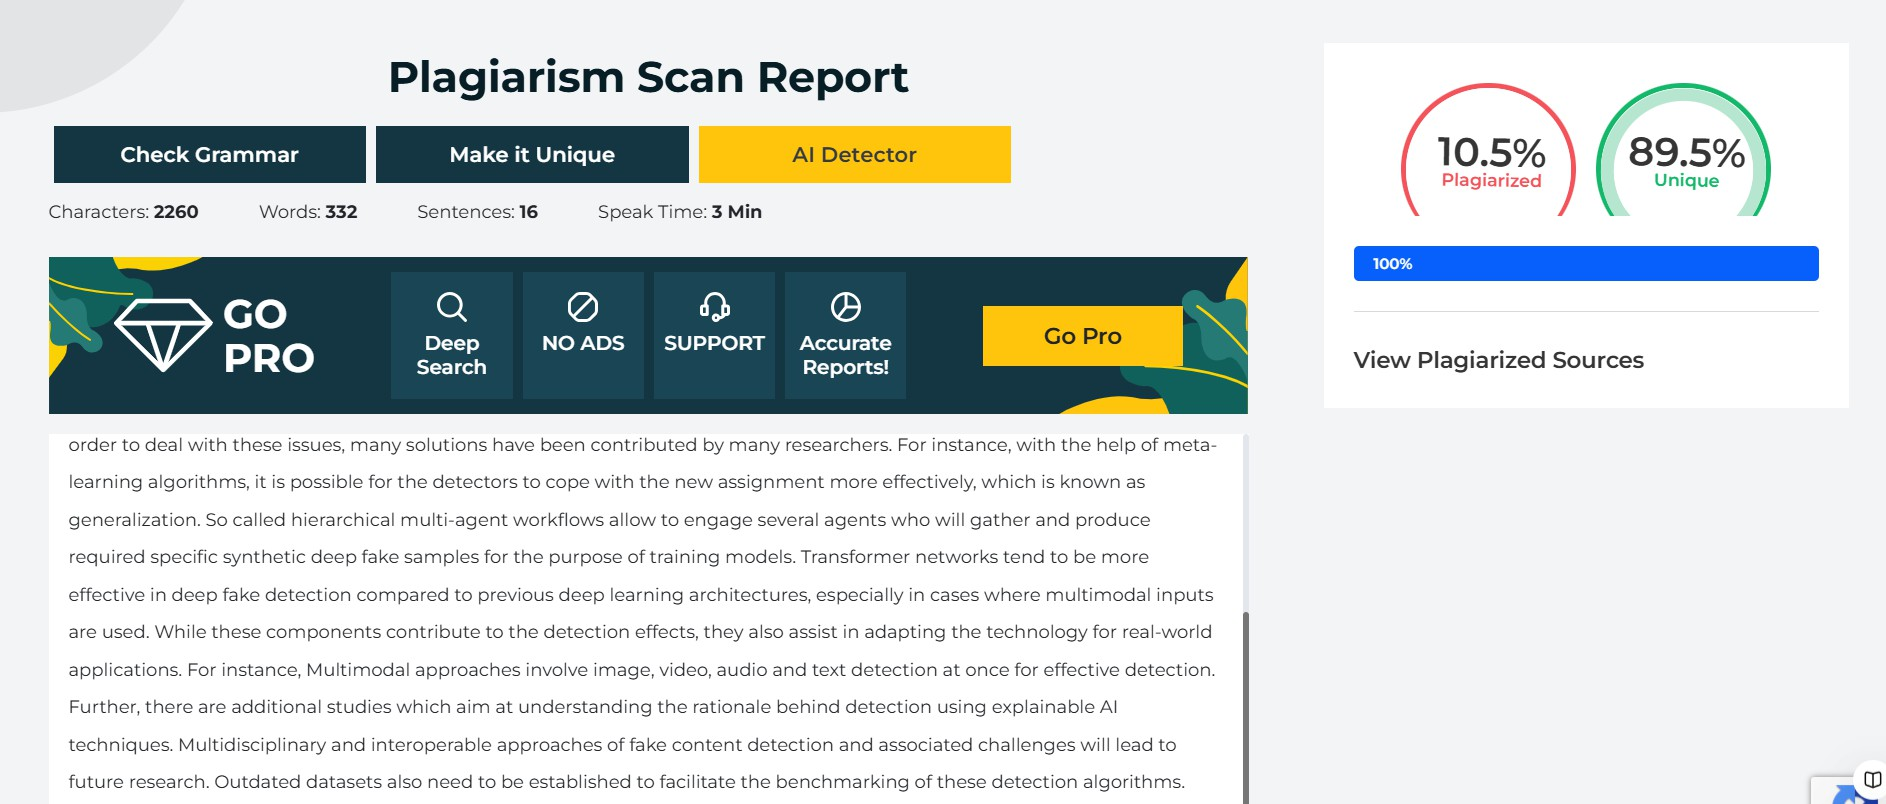 Plagiarism Scan Report
Check Grammar
Make it Unique
AI Detector
Characters: 2260
Words: 332
Sentences: 16
Speak Time: 3 Min
GO
PRO
Deep
Search
NO ADS
SUPPORT
Accurate
Reports!
Go Pro
order to deal with these issues, many solutions have been contributed by many researchers. For instance, with the help of meta-
learning algorithms, it is possible for the detectors to cope with the new assignment more effectively, which is known as
generalization. So called hierarchical multi-agent workflows allow to engage several agents who will gather and produce
required specific synthetic deep fake samples for the purpose of training models. Transformer networks tend to be more
effective in deep fake detection compared to previous deep learning architectures, especially in cases where multimodal inputs
are used. While these components contribute to the detection effects, they also assist in adapting the technology for real-world
applications. For instance, Multimodal approaches involve image, video, audio and text detection at once for effective detection.
Further, there are additional studies which aim at understanding the rationale behind detection using explainable AI
techniques. Multidisciplinary and interoperable approaches of fake content detection and associated challenges will lead to
future research. Outdated datasets also need to be established to facilitate the benchmarking of these detection algorithms.
10.5%
Plagiarized
89.5%
Unique
100%
View Plagiarized Sources